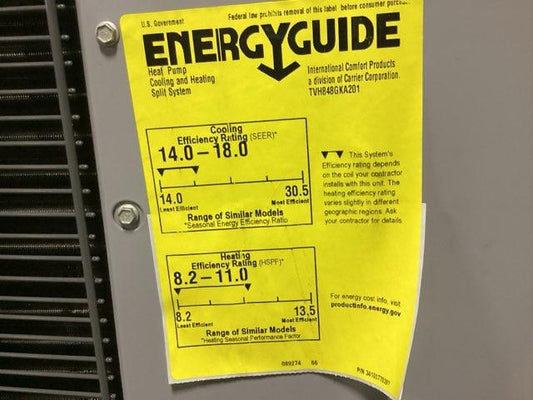 U.S. Government
Federal law prohibits removal of this label before consumer purchase.
ENERGYGUIDE
Heat Pump
Cooling and Heating
Split System
International Comfort Products
a division of Carrier Corporation.
TVH848GKA201
Cooling
Efficiency Rating (SEER)*
14.0 – 18.0
14.0
30.5
Least Efficient
Most Efficient
Range of Similar Models
*Seasonal Energy Efficiency Ratio
This System's
Efficiency rating depends
on the coil your contractor
installs with this unit. The
heating efficiency rating
varies slightly in different
geographic regions. Ask
your contractor for details.
Heating
Efficiency Rating (HSPF)*
8.2 – 11.0
8.2
13.5
Least Efficient
Most Efficient
Range of Similar Models
*Heating Seasonal Performance Factor
For energy cost info, visit
productinfo.energy.gov
089274 66
P/N